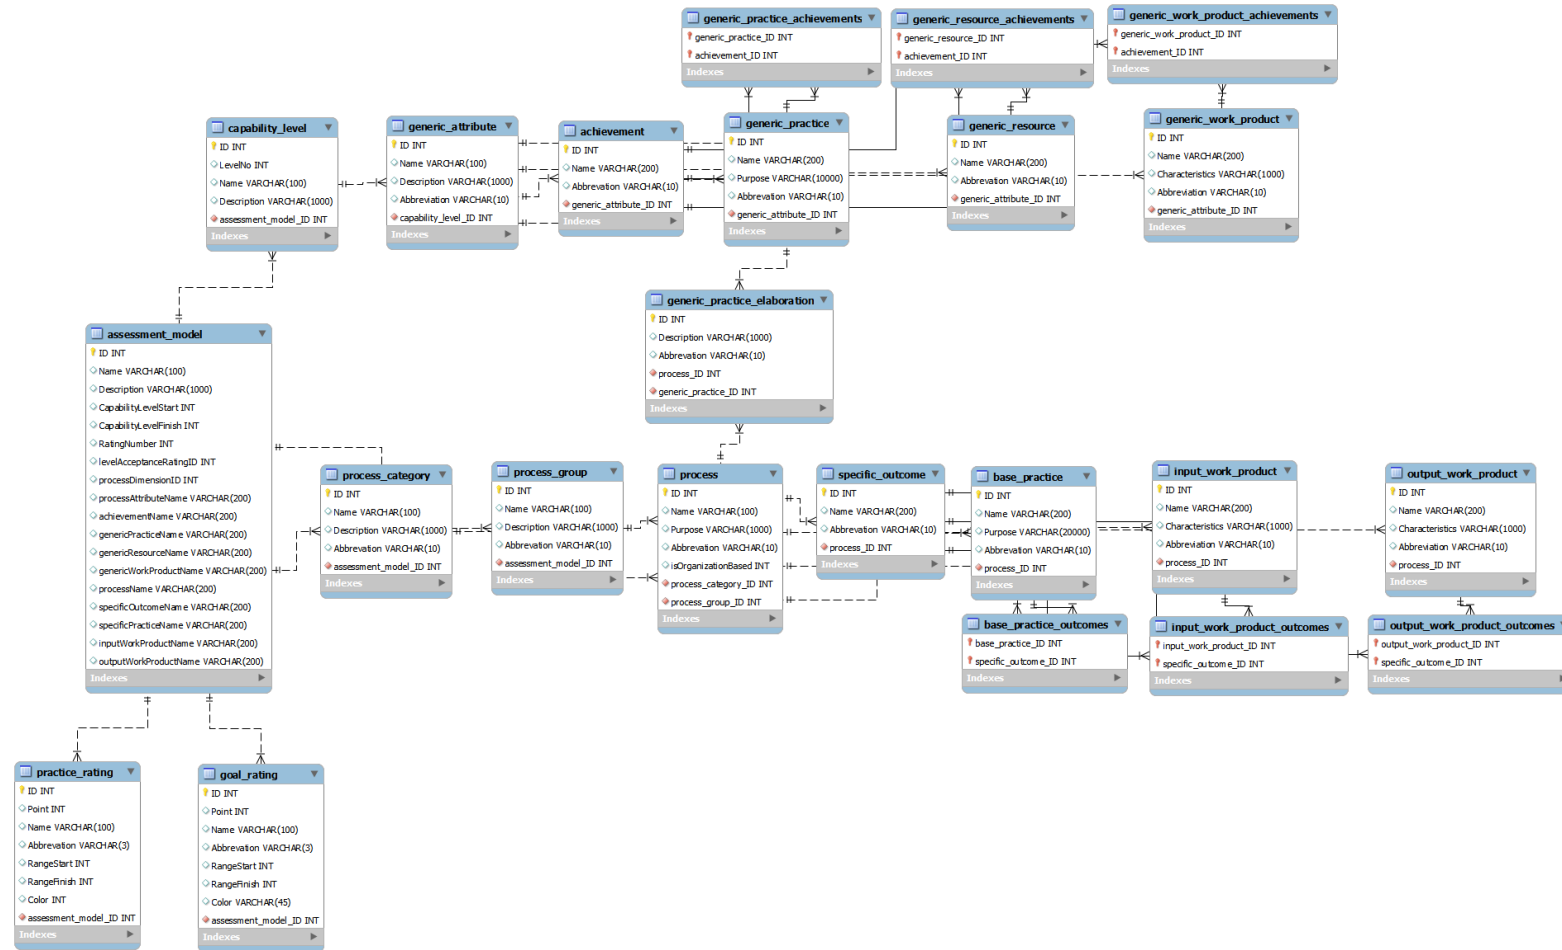 generic_practice_achievements
generic_practice_ID INT
achievement_ID INT
Indexes
generic_resource_achievements
generic_resource_ID INT
achievement_ID INT
Indexes
generic_work_product_achievements
generic_work_product_ID INT
achievement_ID INT
Indexes
capability_level
ID INT
LevelNo INT
Name VARCHAR(100)
Description VARCHAR(1000)
assessment_model_ID INT
Indexes
generic_attribute
ID INT
Name VARCHAR(100)
Description VARCHAR(1000)
Abbreviation VARCHAR(10)
capability_level_ID INT
Indexes
achievement
ID INT
Name VARCHAR(200)
Abbrevation VARCHAR(10)
generic_attribute_ID INT
Indexes
generic_practice
ID INT
Name VARCHAR(200)
Purpose VARCHAR(10000)
Abbrevation VARCHAR(10)
generic_attribute_ID INT
Indexes
generic_resource
ID INT
Name VARCHAR(200)
Abbrevation VARCHAR(10)
generic_attribute_ID INT
Indexes
generic_work_product
ID INT
Name VARCHAR(200)
Characteristics VARCHAR(1000)
Abbreviation VARCHAR(10)
generic_attribute_ID INT
Indexes
generic_practice_elaboration
ID INT
Description VARCHAR(1000)
Abbrevation VARCHAR(10)
process_ID INT
generic_practice_ID INT
Indexes
assessment_model
ID INT
Name VARCHAR(100)
Description VARCHAR(1000)
CapabilityLevelStart INT
CapabilityLevelFinish INT
RatingNumber INT
levelAcceptanceRatingID INT
processDimensionID INT
processAttributeName VARCHAR(200)
achievementName VARCHAR(200)
genericPracticeName VARCHAR(200)
genericResourceName VARCHAR(200)
genericWorkProductName VARCHAR(200)
processName VARCHAR(200)
specificOutcomeName VARCHAR(200)
specificPracticeName VARCHAR(200)
inputWorkProductName VARCHAR(200)
outputWorkProductName VARCHAR(200)
Indexes
process_category
ID INT
Name VARCHAR(100)
Description VARCHAR(1000)
Abbrevation VARCHAR(10)
assessment_model_ID INT
Indexes
process_group
ID INT
Name VARCHAR(100)
Description VARCHAR(1000)
Abbrevation VARCHAR(10)
assessment_model_ID INT
Indexes
process
ID INT
Name VARCHAR(100)
Purpose VARCHAR(1000)
Abbrevation VARCHAR(10)
isOrganizationBased INT
process_category_ID INT
process_group_ID INT
Indexes
specific_outcome
ID INT
Name VARCHAR(200)
Abbrevation VARCHAR(10)
process_ID INT
Indexes
base_practice
ID INT
Name VARCHAR(200)
Purpose VARCHAR(20000)
Abbrevation VARCHAR(10)
process_ID INT
Indexes
input_work_product
ID INT
Name VARCHAR(200)
Characteristics VARCHAR(1000)
Abbreviation VARCHAR(10)
process_ID INT
Indexes
output_work_product
ID INT
Name VARCHAR(200)
Characteristics VARCHAR(1000)
Abbreviation VARCHAR(10)
process_ID INT
Indexes
base_practice_outcomes
base_practice_ID INT
specific_outcome_ID INT
Indexes
input_work_product_outcomes
input_work_product_ID INT
specific_outcome_ID INT
Indexes
output_work_product_outcomes
output_work_product_ID INT
specific_outcome_ID INT
Indexes
practice_rating
ID INT
Point INT
Name VARCHAR(100)
Abbrevation VARCHAR(3)
RangeStart INT
RangeFinish INT
Color INT
assessment_model_ID INT
Indexes
goal_rating
ID INT
Point INT
Name VARCHAR(100)
Abbrevation VARCHAR(3)
RangeStart INT
RangeFinish INT
Color VARCHAR(45)
assessment_model_ID INT
Indexes